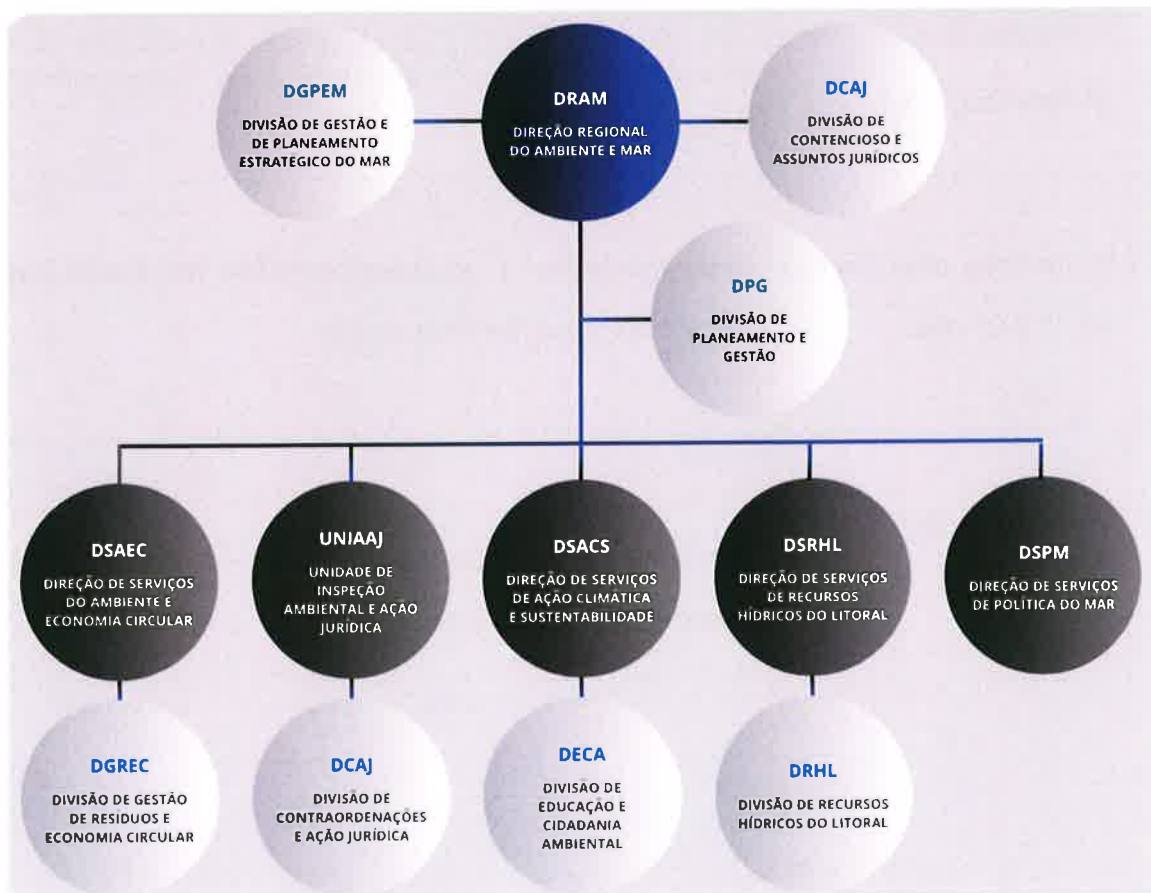 DGPEM
DIVISÃO DE GESTÃO E
DE PLANEAMENTO
ESTRATÉGICO DO MAR
DRAM
DIREÇÃO REGIONAL
DO AMBIENTE E MAR
DCAJ
DIVISÃO DE
CONTENCIOSO E
ASSUNTOS JURÍDICOS
DPG
DIVISÃO DE
PLANEAMENTO E
GESTÃO
DSAEC
DIREÇÃO DE SERVIÇOS
DO AMBIENTE E
ECONOMIA CIRCULAR
UNIAAJ
UNIDADE DE
INSPEÇÃO
AMBIENTAL E AÇÃO
JURÍDICA
DSACS
DIREÇÃO DE SERVIÇOS
DE AÇÃO CLIMÁTICA
E SUSTENTABILIDADE
DSRHL
DIREÇÃO DE SERVIÇOS
DE RECURSOS
HÍDRICOS DO LITORAL
DSPM
DIREÇÃO DE SERVIÇOS
DE POLÍTICA DO MAR
DGREC
DIVISÃO DE GESTÃO
DE RESÍDUOS E
ECONOMIA CIRCULAR
DCAJ
DIVISÃO DE
CONTRAORDENAÇÕES
E AÇÃO JURÍDICA
DECA
DIVISÃO DE
EDUCAÇÃO E
CIDADANIA
AMBIENTAL
DRHL
DIVISÃO DE RECURSOS
HÍDRICOS DO LITORAL